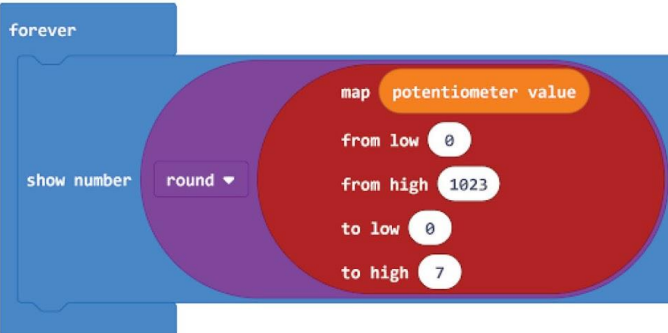 forever
map potentiometer value
from low 0
show number round from high 1023
to low 0
to high 7